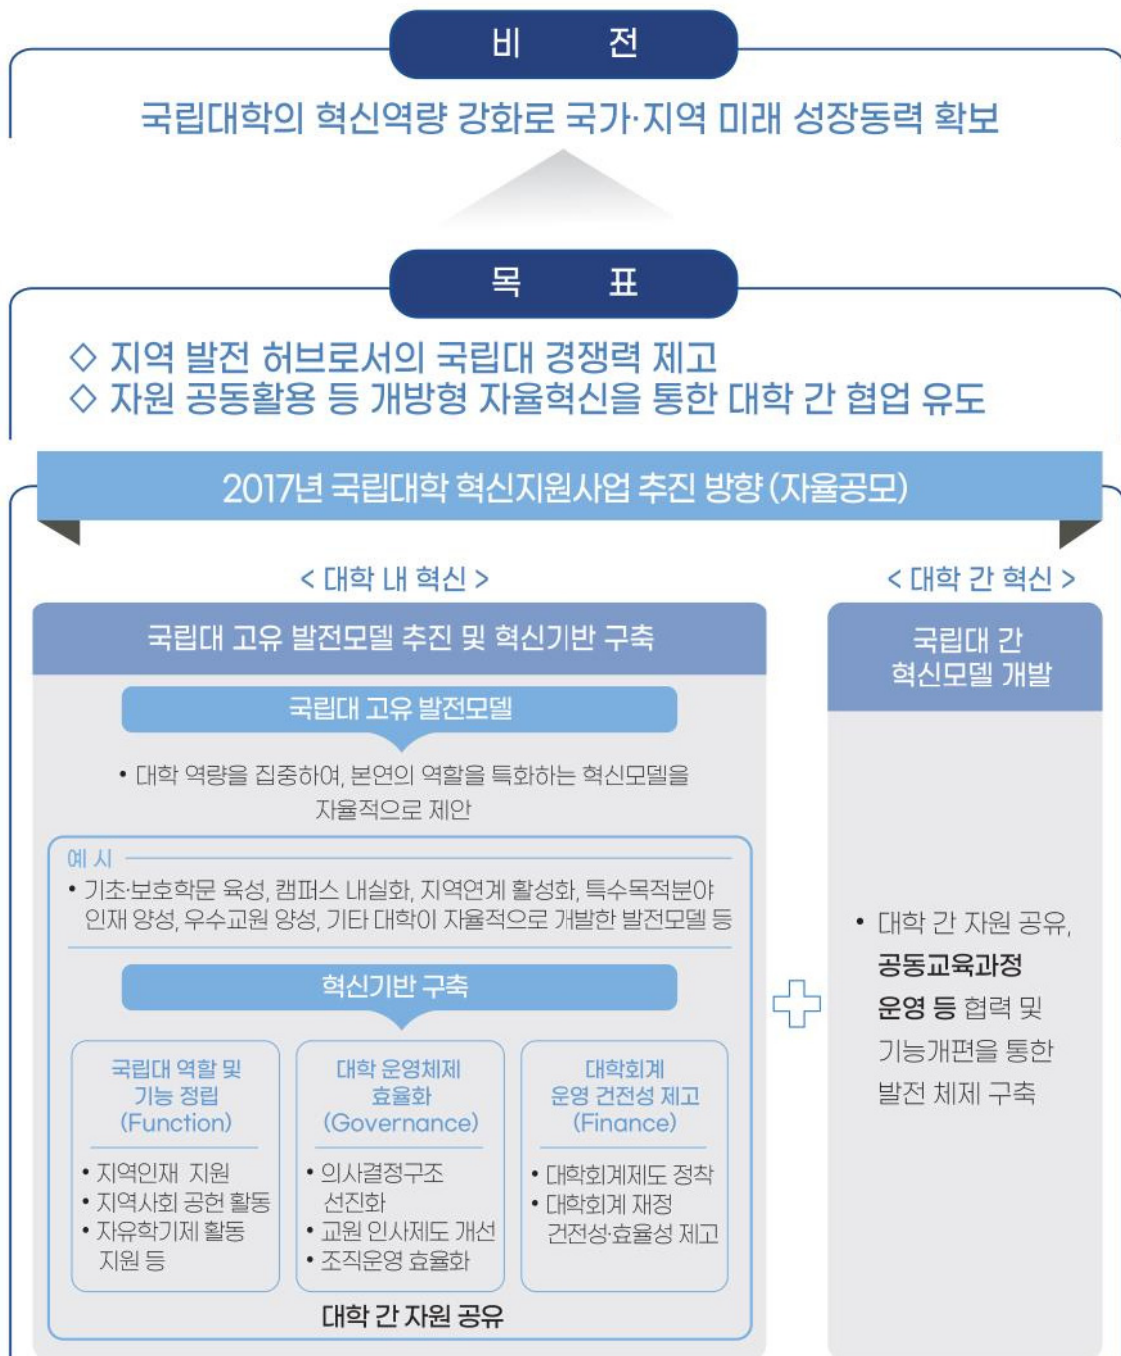 비 전
국립대학의 혁신역량 강화로 국가·지역 미래 성장동력 확보
목 표
◇ 지역 발전 허브로서의 국립대 경쟁력 제고
◇ 자원 공동활용 등 개방형 자율혁신을 통한 대학 간 협업 유도
2017년 국립대학 혁신지원사업 추진 방향 (자율공모)
< 대학 내 혁신 >
국립대 고유 발전모델 추진 및 혁신기반 구축
국립대 고유 발전모델
• 대학 역량을 집중하여, 본연의 역할을 특화하는 혁신모델을
자율적으로 제안
예 시
• 기초·보호학문 육성, 캠퍼스 내실화, 지역연계 활성화, 특수목적분야
인재 양성, 우수교원 양성, 기타 대학이 자율적으로 개발한 발전모델 등
혁신기반 구축
국립대 역할 및
기능 정립
(Function)
• 지역인재 지원
• 지역사회 공헌 활동
• 자유학기제 활동
지원 등
대학 운영체제
효율화
(Governance)
• 의사결정구조
선진화
• 교원 인사제도 개선
• 조직운영 효율화
대학회계
운영 건전성 제고
(Finance)
• 대학회계제도 정착
• 대학회계 재정
건전성·효율성 제고
대학 간 자원 공유
< 대학 간 혁신 >
국립대 간
혁신모델 개발
• 대학 간 자원 공유,
공동교육과정
운영 등 협력 및
기능개편을 통한
발전 체제 구축